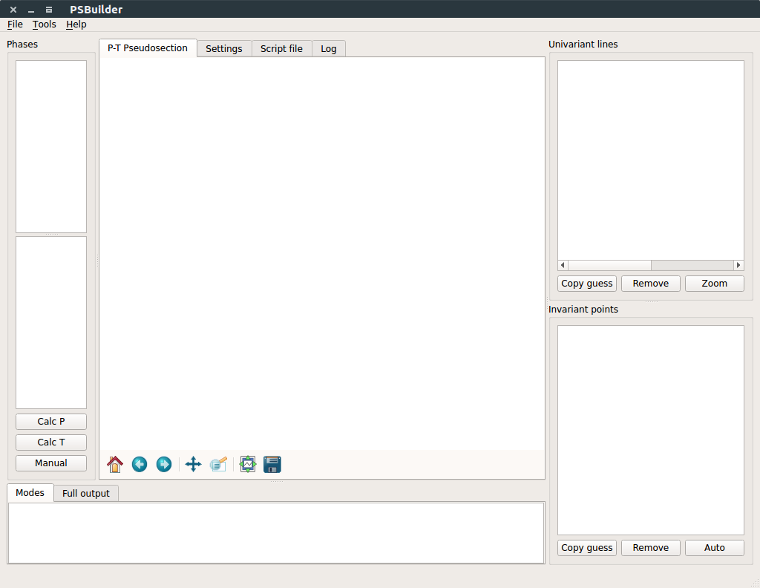 PSBuilder
File Tools Help
Phases
P-T Pseudosection Settings Script file Log
Univariant lines
Copy guess Remove Zoom
Invariant points
Calc P
Calc T
Manual
Modes Full output
Copy guess Remove Auto